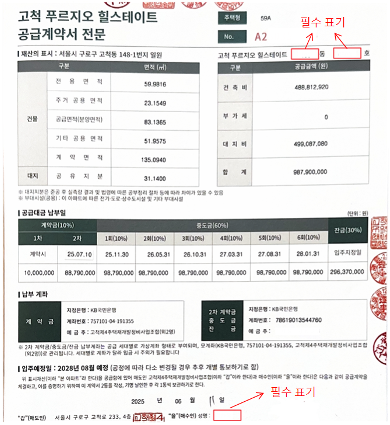 고척 푸르지오 힐스테이트
공급계약서 전문
주택형 59A
No. A2
필수 표기
재산의 표시 : 서울시 구로구 고척동 148-1번지 일원
고척 푸르지오 힐스테이트 동 호
구분 면적 (㎡)
건물
전용면적 59.9816
주거 공용 면적 23.1549
공급면적(분양면적) 83.1365
기타 공용 면적 51.9575
계약면적 135.0940
대지 공유지분 31.1400
구분 공급금액 (원)
건축비 488,812,920
부가세 0
대지비 499,087,080
합계 987,900,000
공급대금 납부일 (단위 : 원)
계약금(10%) 중도금(60%) 잔금(30%)
1차 2차 1회(10%) 2회(10%) 3회(10%) 4회(10%) 5회(10%) 6회(10%) 입주지정일
계약시 25.07.10 25.11.30 26.05.31 26.10.31 27.03.31 27.08.31 28.01.31
10,000,000 88,790,000 98,790,000 98,790,000 98,790,000 98,790,000 98,790,000 98,790,000 296,370,000
납부 계좌
계약금
지정은행 : KB국민은행
계좌번호 : 757101-04-191355
예금주 : 고척제4주택재개발정비사업조합(외2명)
2차 계약금
중도금
잔금
지정은행 : KB국민은행
계좌번호 : 78619013544760
입주예정일 : 2028년 08월 예정 (공정에 따라 다소 변경될 경우 추후 개별 통보하기로 함)
필수 표기
2025 년 06 월 일
"갑"(매도인) 서울시 구로구 고척로 233, 4층
"을"(매수인) 성명